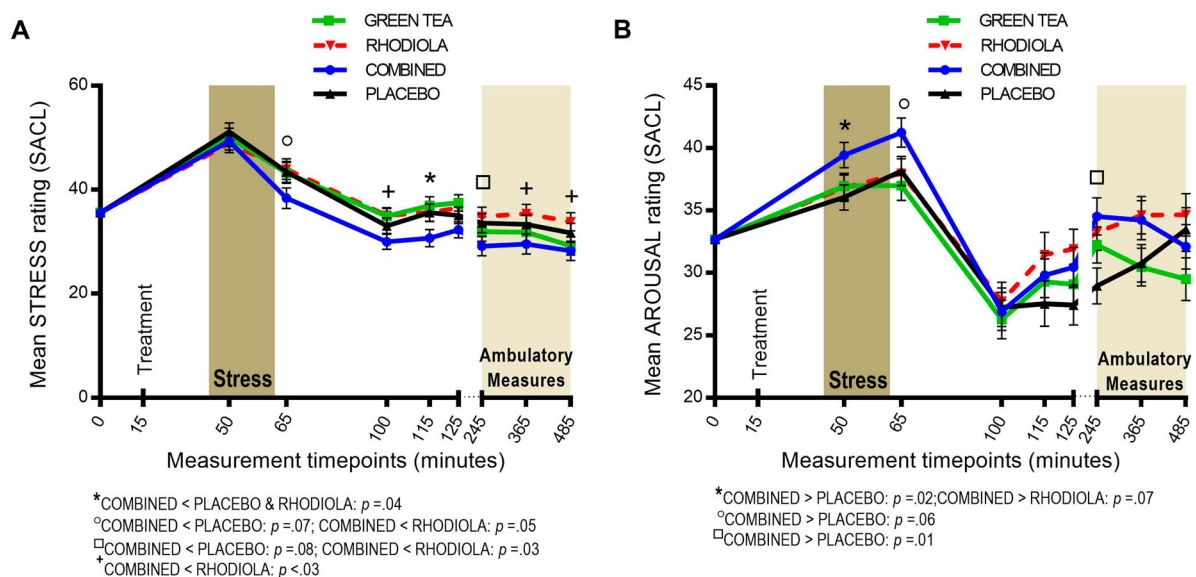 A
GREEN TEA
RHODIOLA
COMBINED
PLACEBO
Mean STRESS rating (SACL)
60
40
20
0
Treatment
Stress
Ambulatory
Measures
○
+
*
□
+
+
0
15
50
65
100
115
125
245
365
485
Measurement timepoints (minutes)
*COMBINED < PLACEBO & RHODIOLA: p =.04
○COMBINED < PLACEBO: p =.07; COMBINED < RHODIOLA: p =.05
□COMBINED < PLACEBO: p =.08; COMBINED < RHODIOLA: p =.03
+COMBINED < RHODIOLA: p <.03
B
GREEN TEA
RHODIOLA
COMBINED
PLACEBO
Mean AROUSAL rating (SACL)
45
40
35
30
25
20
Treatment
Stress
Ambulatory
Measures
*
○
□
0
15
50
65
100
115
125
245
365
485
Measurement timepoints (minutes)
*COMBINED > PLACEBO: p =.02;COMBINED > RHODIOLA: p =.07
○COMBINED > PLACEBO: p =.06
□COMBINED > PLACEBO: p =.01